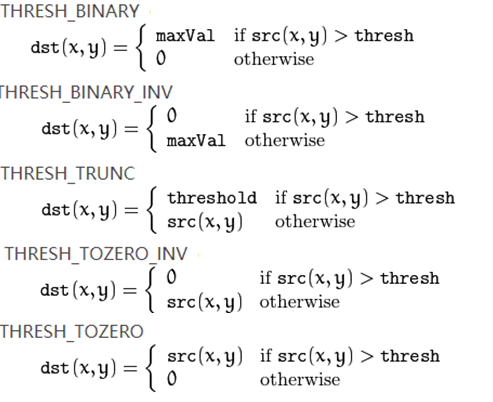 THRESH_BINARY
dst(x,y) = { maxVal if src(x,y) > thresh
0 otherwise
THRESH_BINARY_INV
dst(x,y) = { 0 if src(x,y) > thresh
maxVal otherwise
THRESH_TRUNC
dst(x,y) = { threshold if src(x,y) > thresh
src(x,y) otherwise
THRESH_TOZERO_INV
dst(x,y) = { 0 if src(x,y) > thresh
src(x,y) otherwise
THRESH_TOZERO
dst(x,y) = { src(x,y) if src(x,y) > thresh
0 otherwise